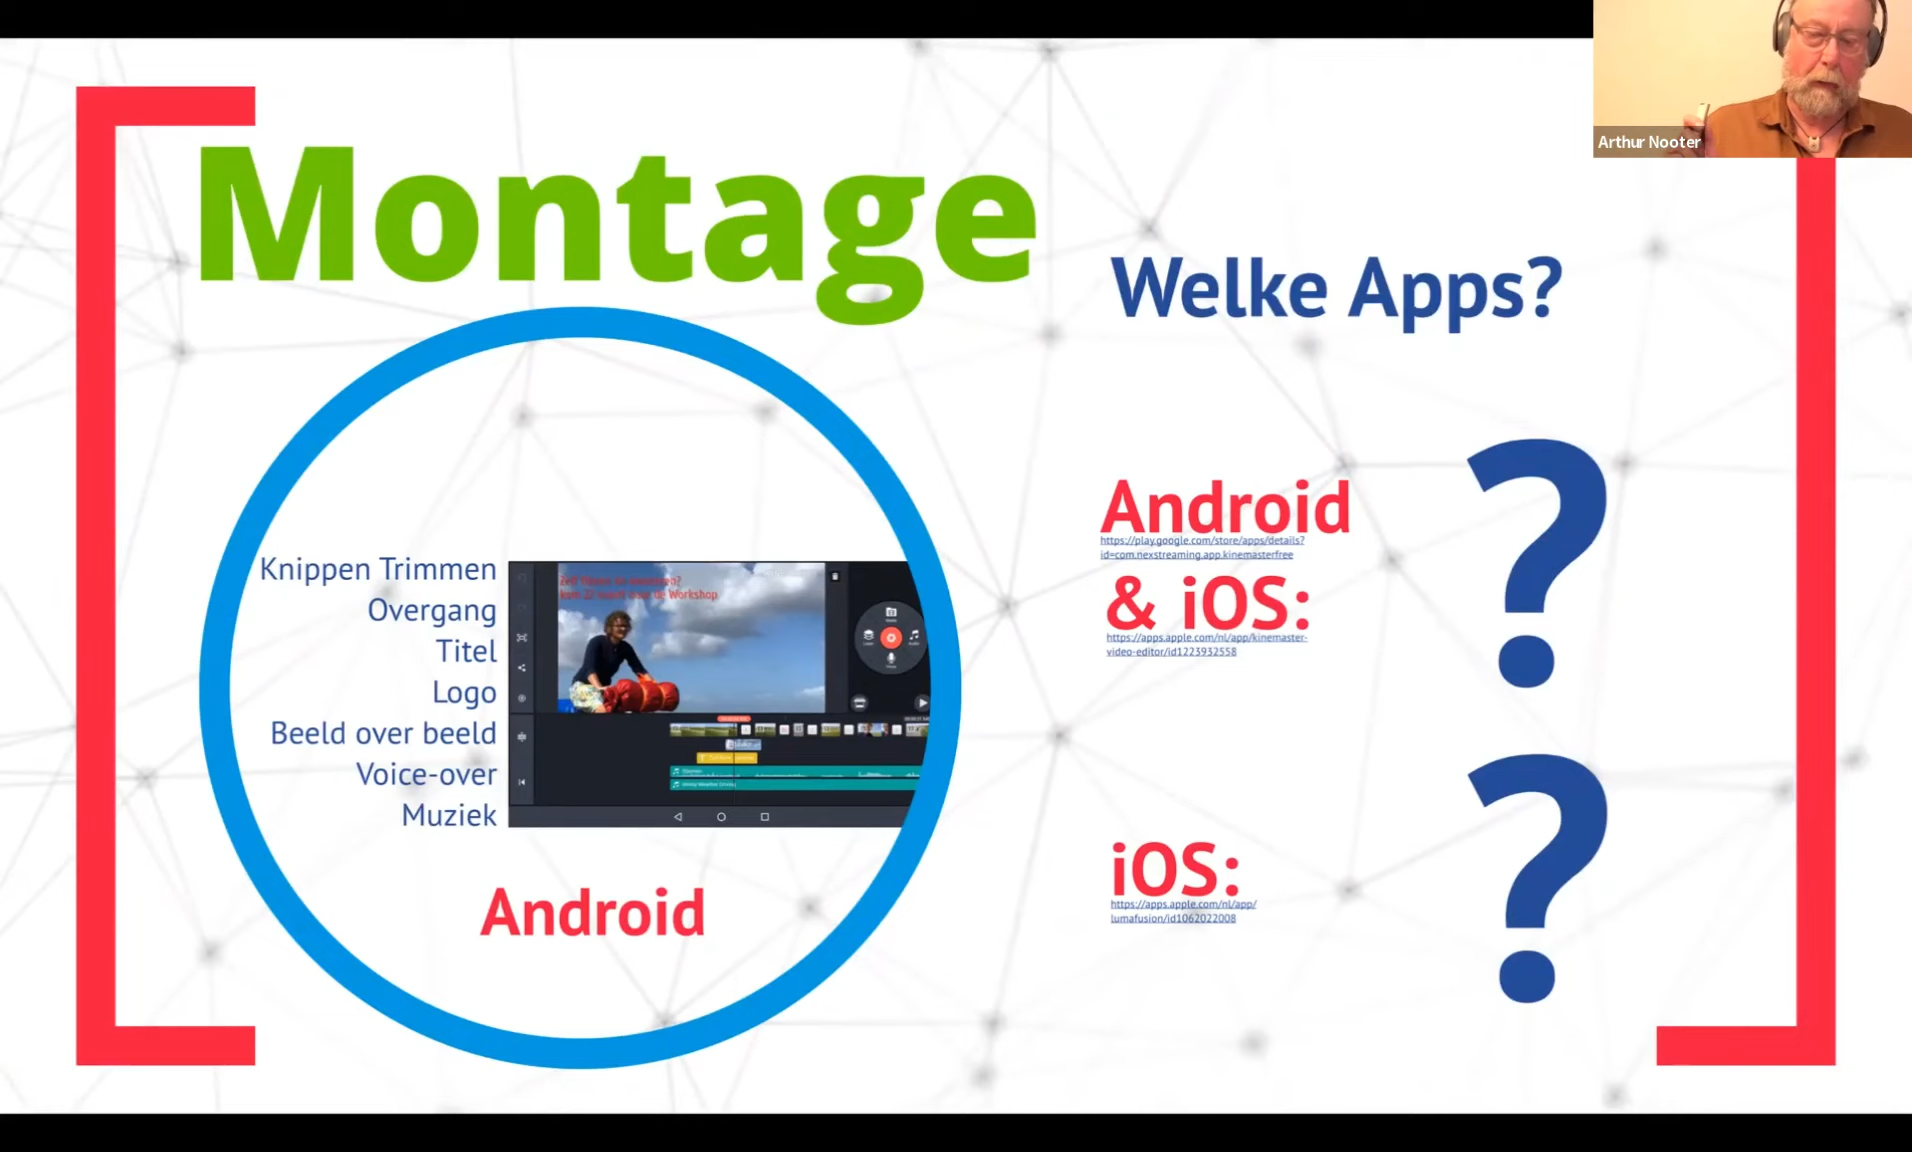 Arthur Nooter
Montage
Welke Apps?
Knippen Trimmen
Overgang
Titel
Logo
Beeld over beeld
Voice-over
Muziek
Workshop
Android
Android
https://play.google.com/store/apps/details?
id=com.nexstreaming.app.kinemasterfree
& iOS:
https://apps.apple.com/nl/app/kinemaster-
video-editor/id1223932558
?
iOS:
https://apps.apple.com/nl/app/
lumafusion/id1062022008
?